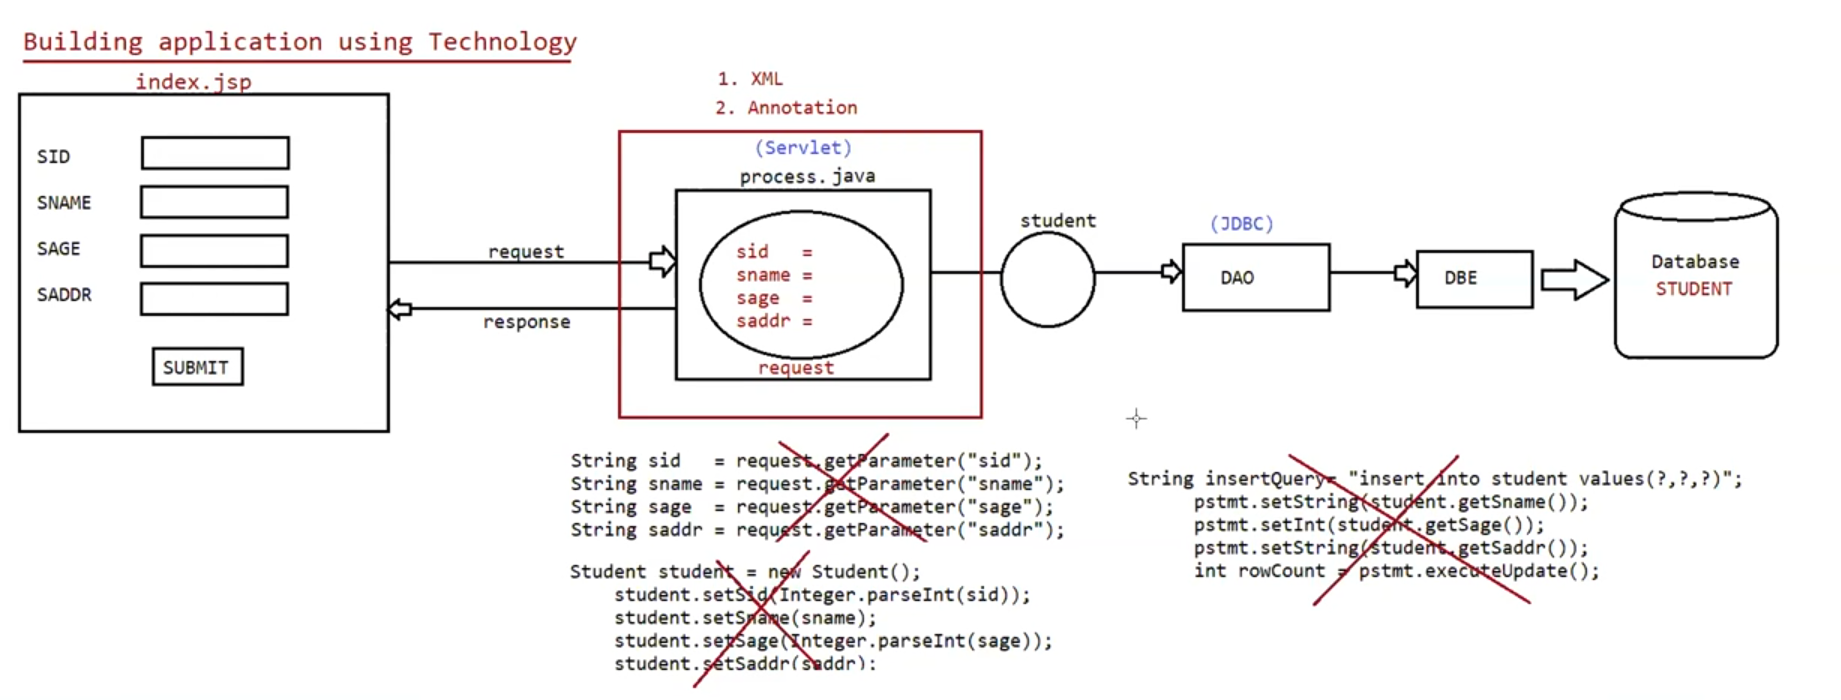 Building application using Technology
index.jsp
SID
SNAME
SAGE
SADDR
SUBMIT
request
response
1. XML
2. Annotation
(Servlet)
process.java
sid   =
sname =
sage  =
saddr =
request
student
(JDBC)
DAO
DBE
Database
STUDENT
String sid   = request.getParameter("sid");
String sname = request.getParameter("sname");
String sage  = request.getParameter("sage");
String saddr = request.getParameter("saddr");
Student student = new Student();
student.setSid(Integer.parseInt(sid));
student.setSname(sname);
student.setSage(Integer.parseInt(sage));
student.setSaddr(saddr):
String insertQuery= "insert into student values(?,?,?)";
pstmt.setString(student.getSname());
pstmt.setInt(student.getSage());
pstmt.setString(student.getSaddr());
int rowCount = pstmt.executeUpdate();